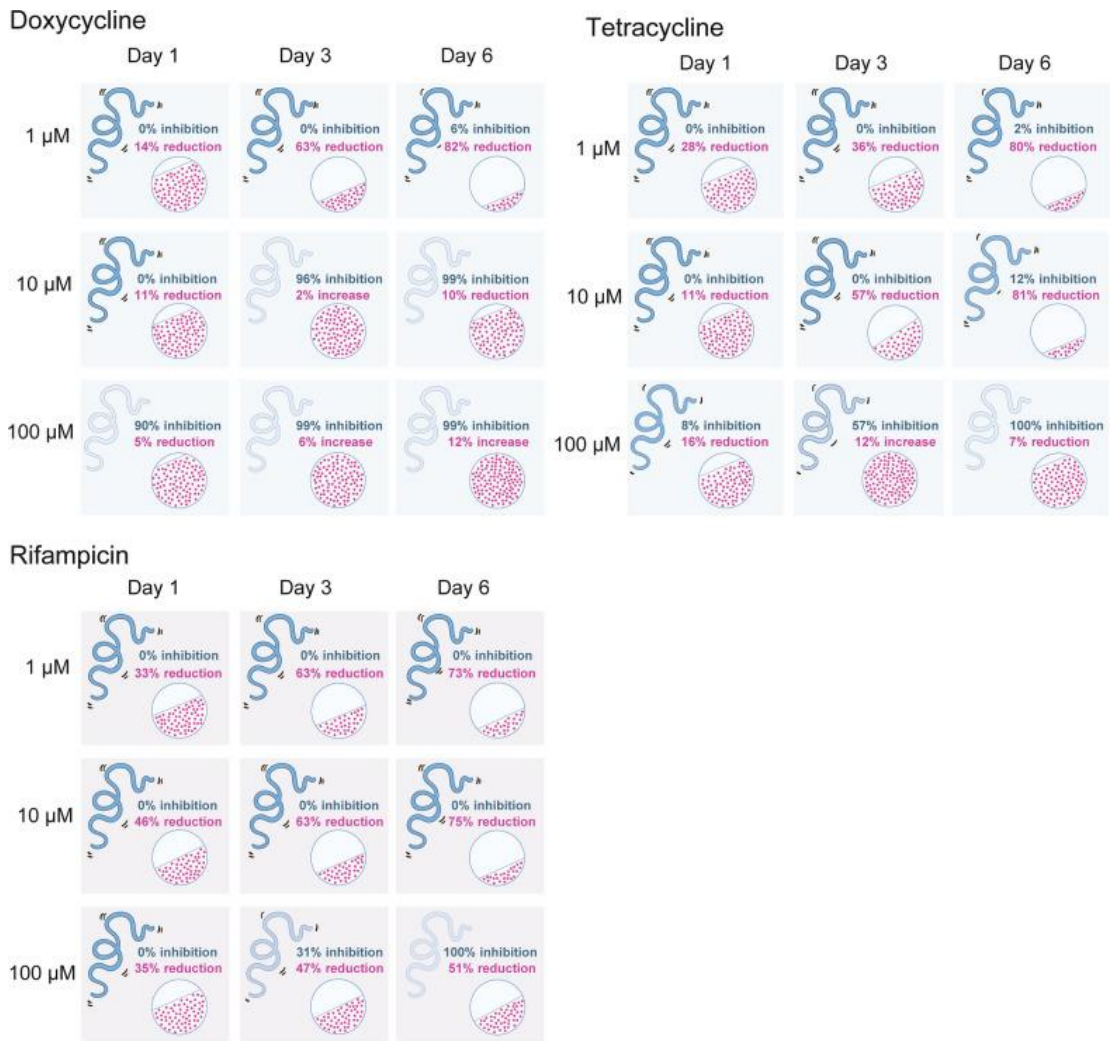 Doxycycline
Day 1 Day 3 Day 6
1 µM
0% inhibition
14% reduction
0% inhibition
63% reduction
6% inhibition
82% reduction
10 µM
0% inhibition
11% reduction
96% inhibition
2% increase
99% inhibition
10% reduction
100 µM
90% inhibition
5% reduction
99% inhibition
6% increase
99% inhibition
12% increase
Tetracycline
Day 1 Day 3 Day 6
1 µM
0% inhibition
28% reduction
0% inhibition
36% reduction
2% inhibition
80% reduction
10 µM
0% inhibition
11% reduction
0% inhibition
57% reduction
12% inhibition
81% reduction
100 µM
8% inhibition
16% reduction
57% inhibition
12% increase
100% inhibition
7% reduction
Rifampicin
Day 1 Day 3 Day 6
1 µM
0% inhibition
33% reduction
0% inhibition
63% reduction
0% inhibition
73% reduction
10 µM
0% inhibition
46% reduction
0% inhibition
63% reduction
0% inhibition
75% reduction
100 µM
0% inhibition
35% reduction
31% inhibition
47% reduction
100% inhibition
51% reduction